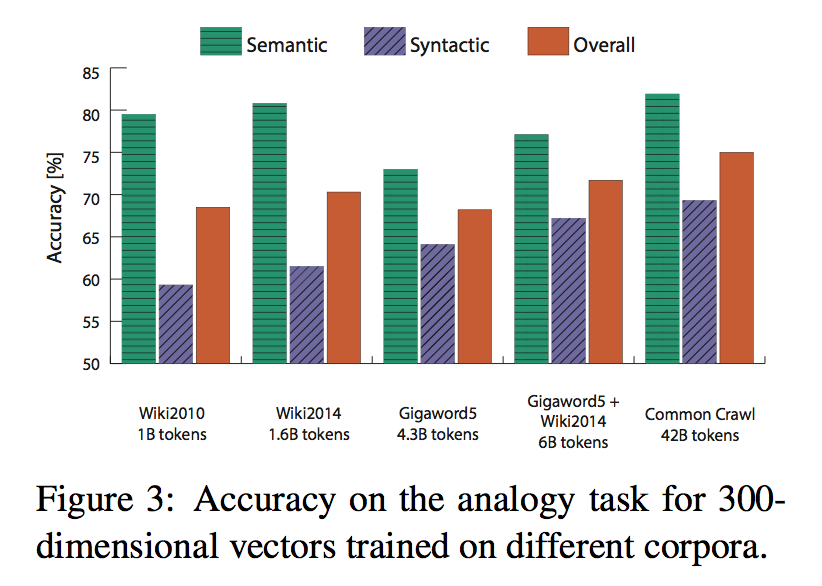 Semantic Syntactic Overall
85
80
75
70
65
60
55
50
Accuracy [%]
Wiki2010
1B tokens
Wiki2014
1.6B tokens
Gigaword5
4.3B tokens
Gigaword5 +
Wiki2014
6B tokens
Common Crawl
42B tokens
Figure 3: Accuracy on the analogy task for 300-
dimensional vectors trained on different corpora.